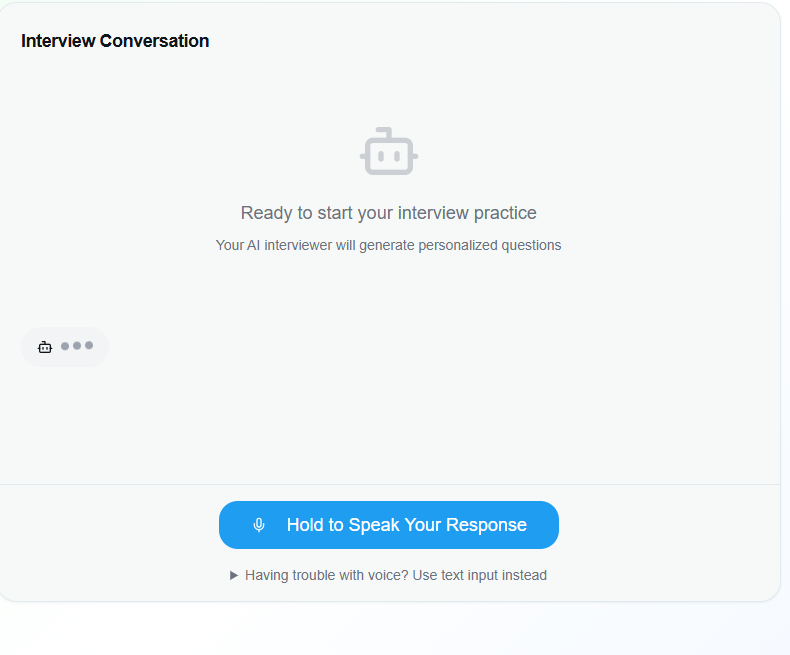 Interview Conversation
Ready to start your interview practice
Your AI interviewer will generate personalized questions
Hold to Speak Your Response
Having trouble with voice? Use text input instead